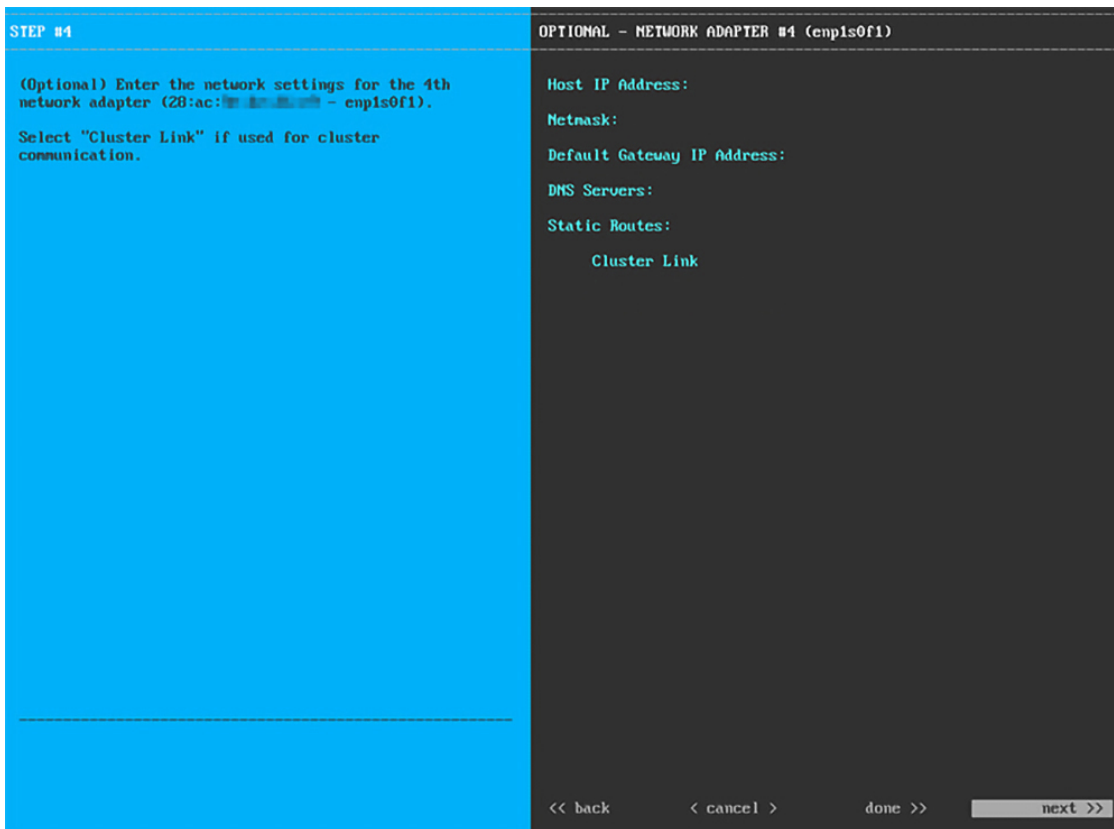 STEP #4
(Optional) Enter the network settings for the 4th
network adapter (28:ac: - enp1s0f1).
Select "Cluster Link" if used for cluster
communication.
OPTIONAL - NETWORK ADAPTER #4 (enp1s0f1)
Host IP Address:
Netmask:
Default Gateway IP Address:
DNS Servers:
Static Routes:
Cluster Link
<< back < cancel > done >> next >>